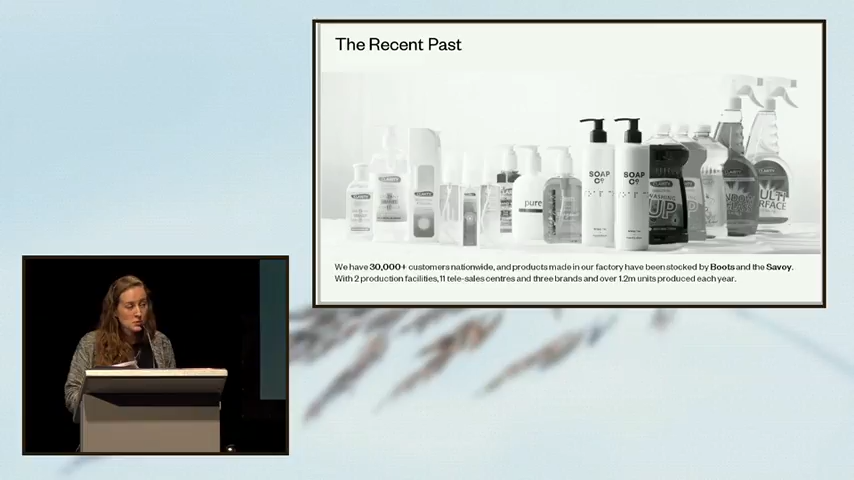 The Recent Past
CLARITY
SOAP
Cº
SOAP
Cº
pure
UP
MULTI
We have 30,000+ customers nationwide, and products made in our factory have been stocked by Boots and the Savoy.
With 2 production facilities, 11 tele-sales centres and three brands and over 1.2m units produced each year.